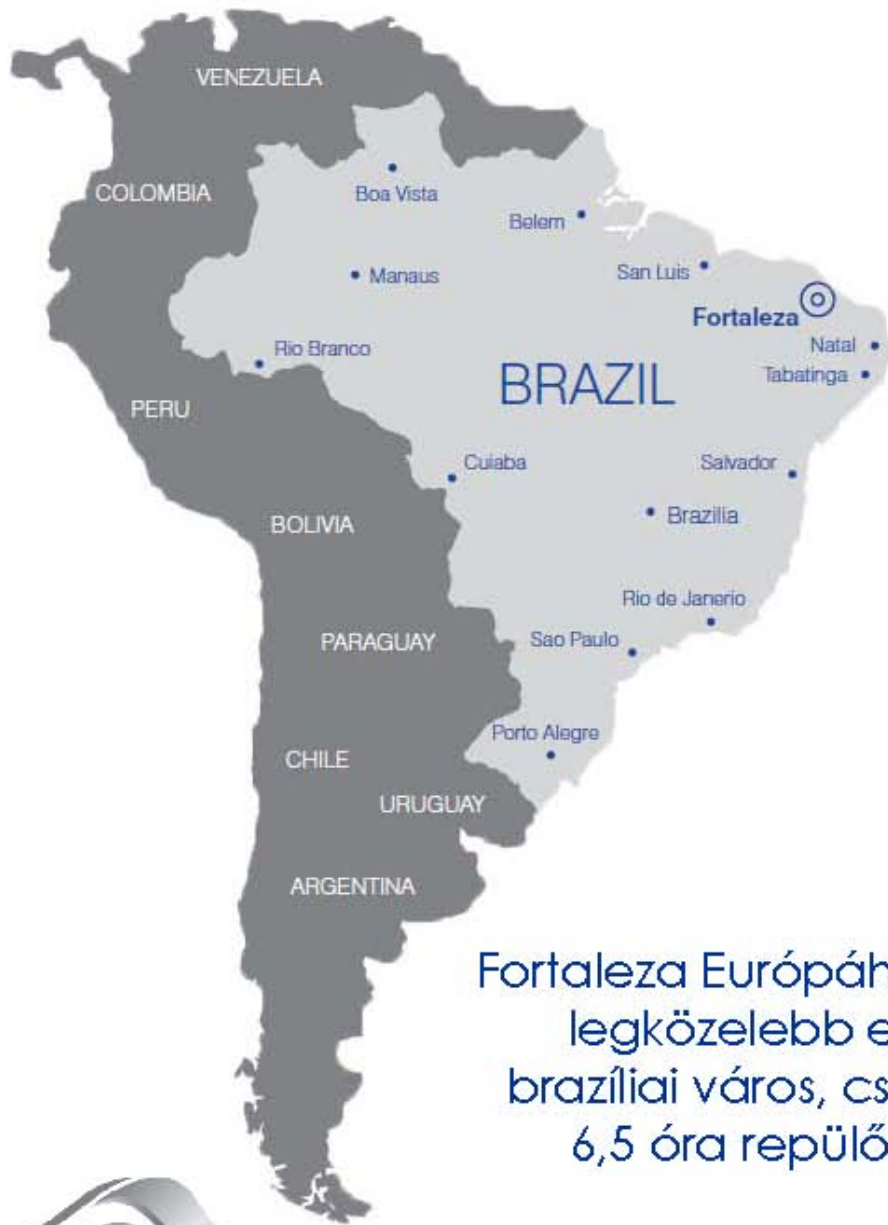 VENEZUELA
COLOMBIA
Boa Vista
Belem
Manaus
San Luis
Fortaleza
Rio Branco
Natal
Tabatinga
BRAZIL
PERU
Cuiaba
Salvador
BOLIVIA
Brazilia
Rio de Janerio
PARAGUAY
Sao Paulo
Porto Alegre
CHILE
URUGUAY
ARGENTINA
Fortaleza Európáh
legközelebb e
brazíliai város, cs
6,5 óra repülő